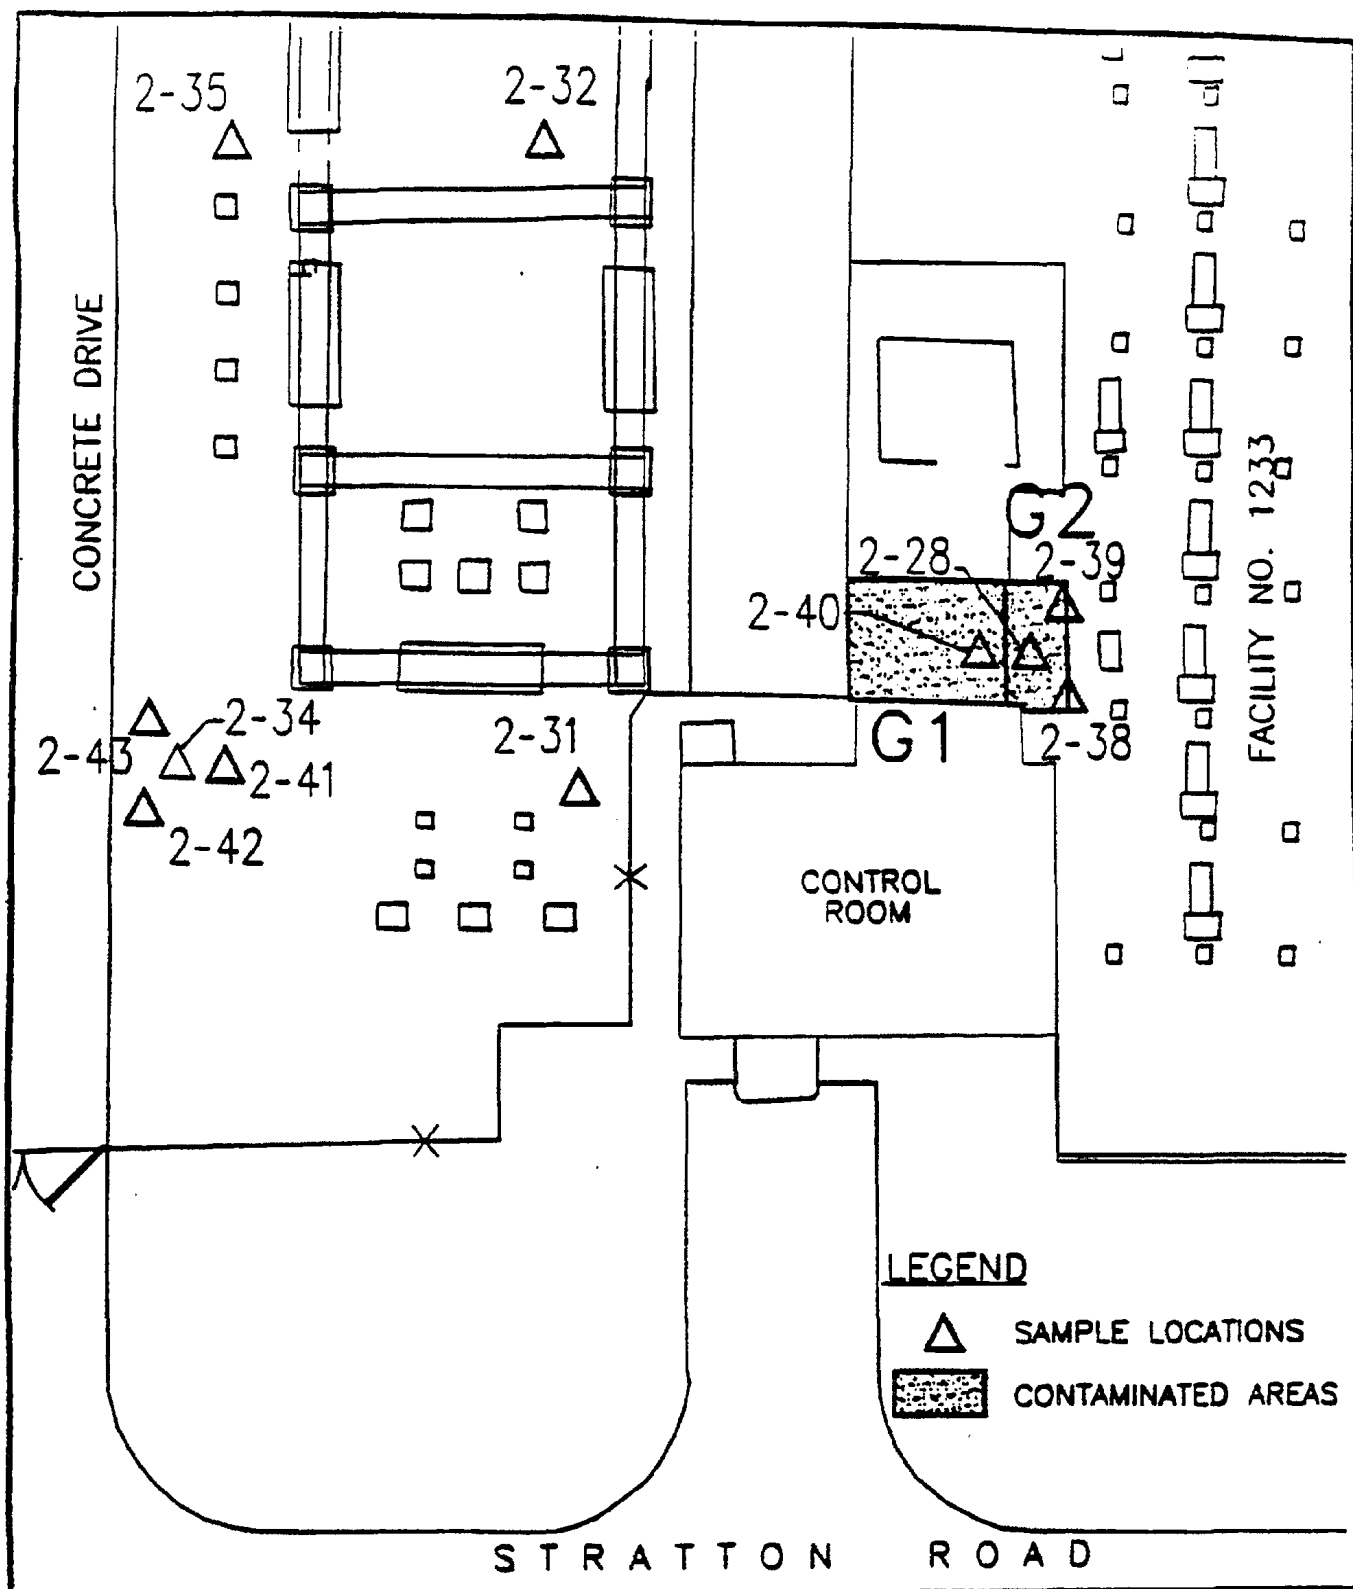 2-35
2-32
CONCRETE DRIVE
FACILITY NO. 1233
G2
2-28
2-39
2-40
2-34
2-31
G1
2-43
2-38
2-41
2-42
CONTROL
ROOM
LEGEND
SAMPLE LOCATIONS
CONTAMINATED AREAS
STRATTON ROAD